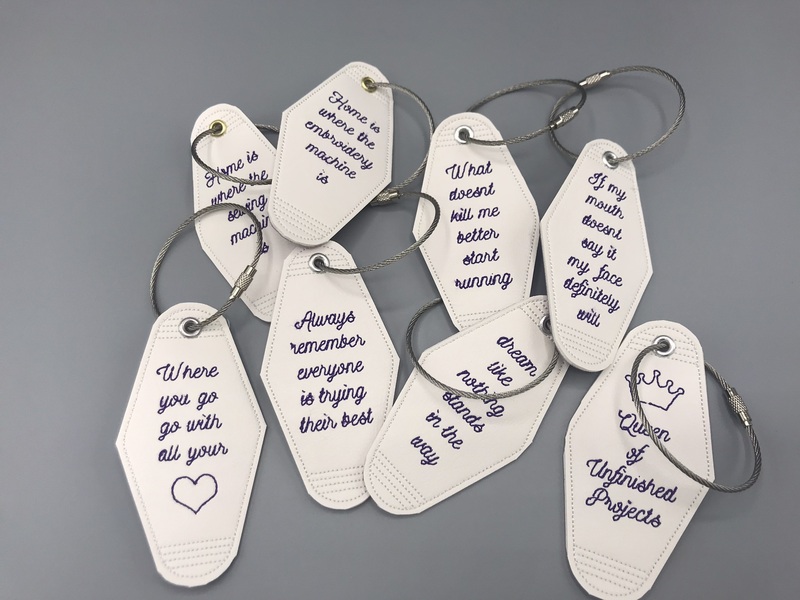 Home is
where the
sewing
machin
is
Home is
where the
embroidery
machine
is
What
doesnt
kill me
better
start
running
If my
mouth
doesnt
say it
my face
definitely
will
Where
you go
go with
all your
Always
remember
everyone
is trying
their best
dream
like
nothing
stands
in the
way
Queen
of
Unfinished
Projects